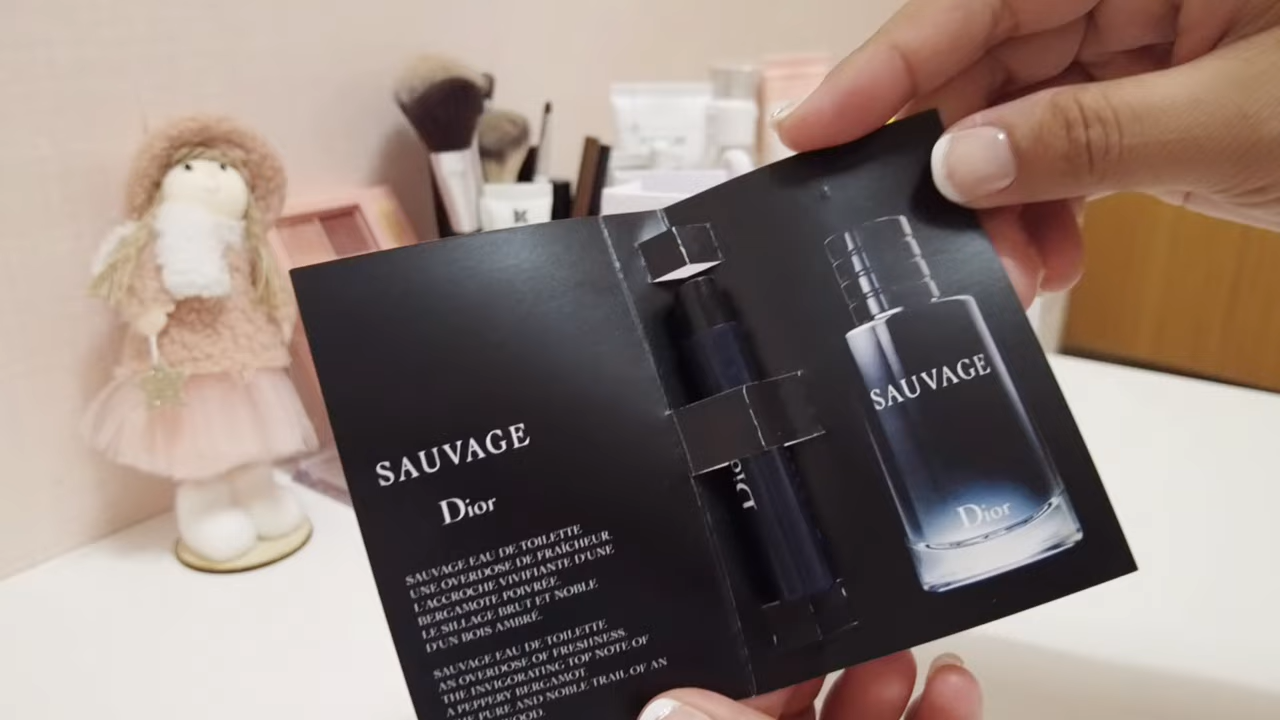 SAUVAGE
Dior
SAUVAGE EAU DE TOILETTE
UNE OVERDOSE DE FRAÎCHEUR.
L'ACCROCHE VIVIFIANTE D'UNE
BERGAMOTE POIVRÉE.
LE SILLAGE BRUT ET NOBLE
D'UN BOIS AMBRÉ.
SAUVAGE EAU DE TOILETTE
AN OVERDOSE OF FRESHNESS.
THE INVIGORATING TOP NOTE OF
A PEPPERY BERGAMOT.
PURE AND NOBLE TRAIL OF AN
Dior
SAUVAGE
Dior
K